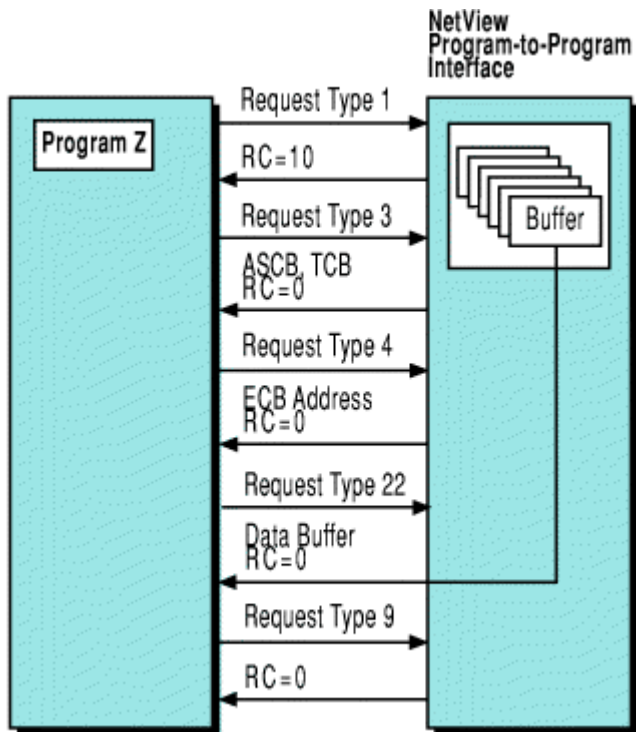 NetView
Program-to-Program
Interface
Program Z
Request Type 1
RC=10
Request Type 3
ASCB, TCB
RC=0
Request Type 4
ECB Address
RC=0
Request Type 22
Data Buffer
RC=0
Request Type 9
RC=0
Buffer